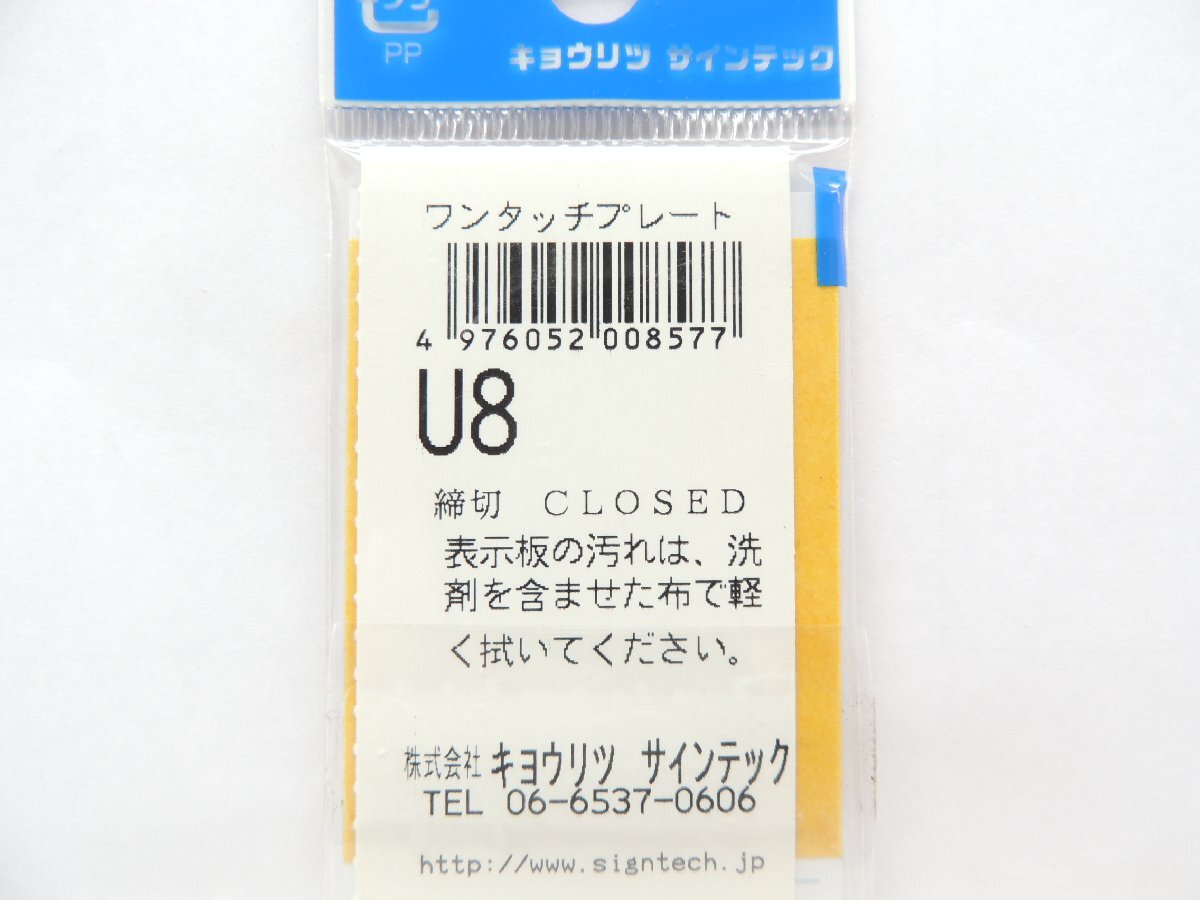 PP
キョウリツ サインテック
ワンタッチプレート
4 976052 008577
U8
締切　CLOSED
表示板の汚れは、洗
剤を含ませた布で軽
く拭いてください。
株式会社 キョウリツ サインテック
TEL 06-6537-0606
http://www.signtech.jp